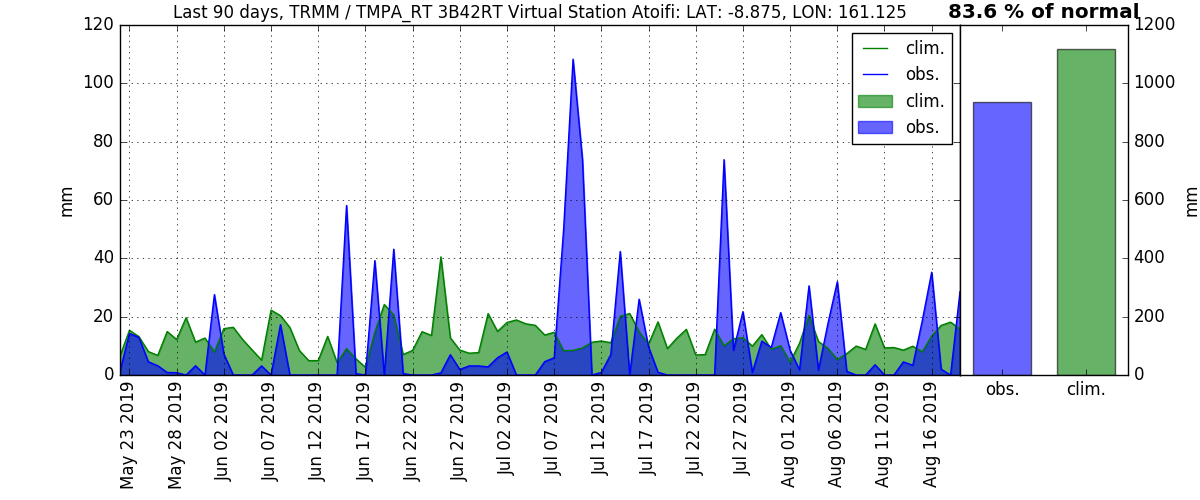 Last 90 days, TRMM / TMPA_RT 3B42RT Virtual Station Atoifi: LAT: -8.875, LON: 161.125
83.6 % of normal
120
100
80
60
40
20
0
mm
clim.
obs.
clim.
obs.
1200
1000
800
600
400
200
0
mm
obs.
clim.
May 23 2019
May 28 2019
Jun 02 2019
Jun 07 2019
Jun 12 2019
Jun 17 2019
Jun 22 2019
Jun 27 2019
Jul 02 2019
Jul 07 2019
Jul 12 2019
Jul 17 2019
Jul 22 2019
Jul 27 2019
Aug 01 2019
Aug 06 2019
Aug 11 2019
Aug 16 2019